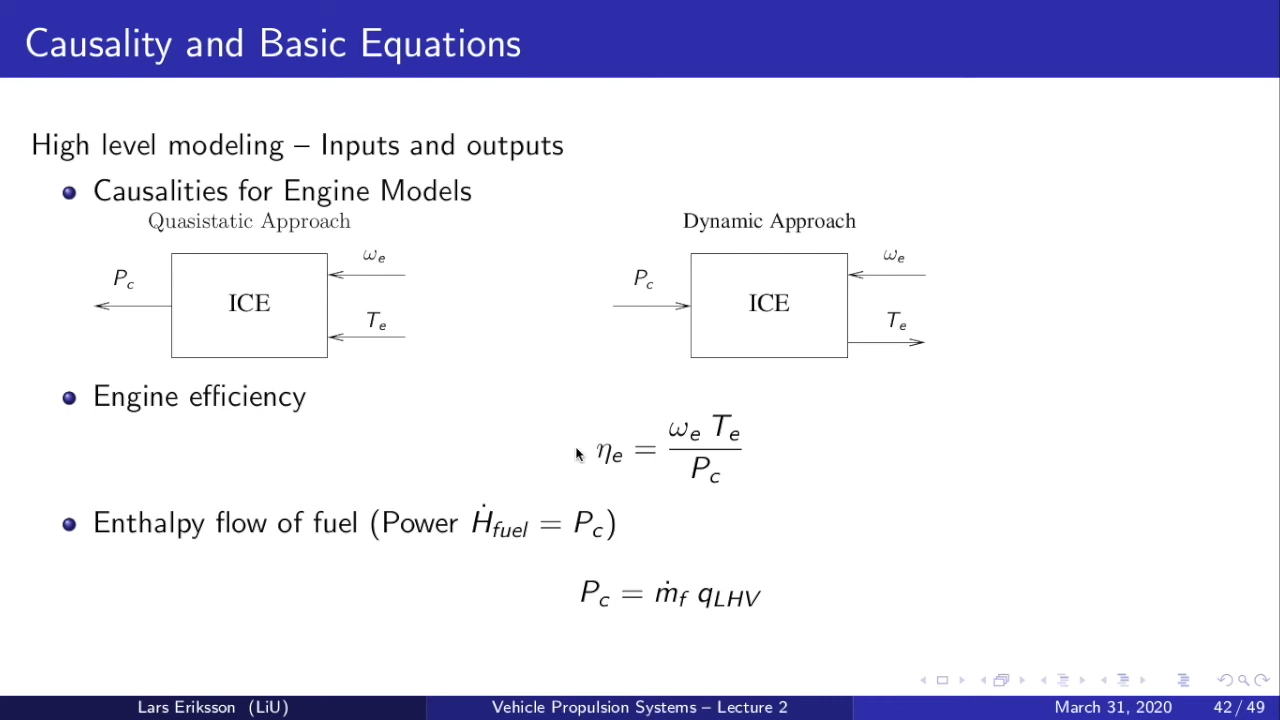 Causality and Basic Equations
High level modeling – Inputs and outputs
Causalities for Engine Models
Quasistatic Approach
P_c
ICE
ω_e
T_e
Dynamic Approach
P_c
ICE
ω_e
T_e
Engine efficiency
η_e = ω_e T_e / P_c
Enthalpy flow of fuel (Power Ḣ_fuel = P_c)
P_c = ṁ_f q_LHV
Lars Eriksson (LiU)
Vehicle Propulsion Systems – Lecture 2
March 31, 2020
42 / 49